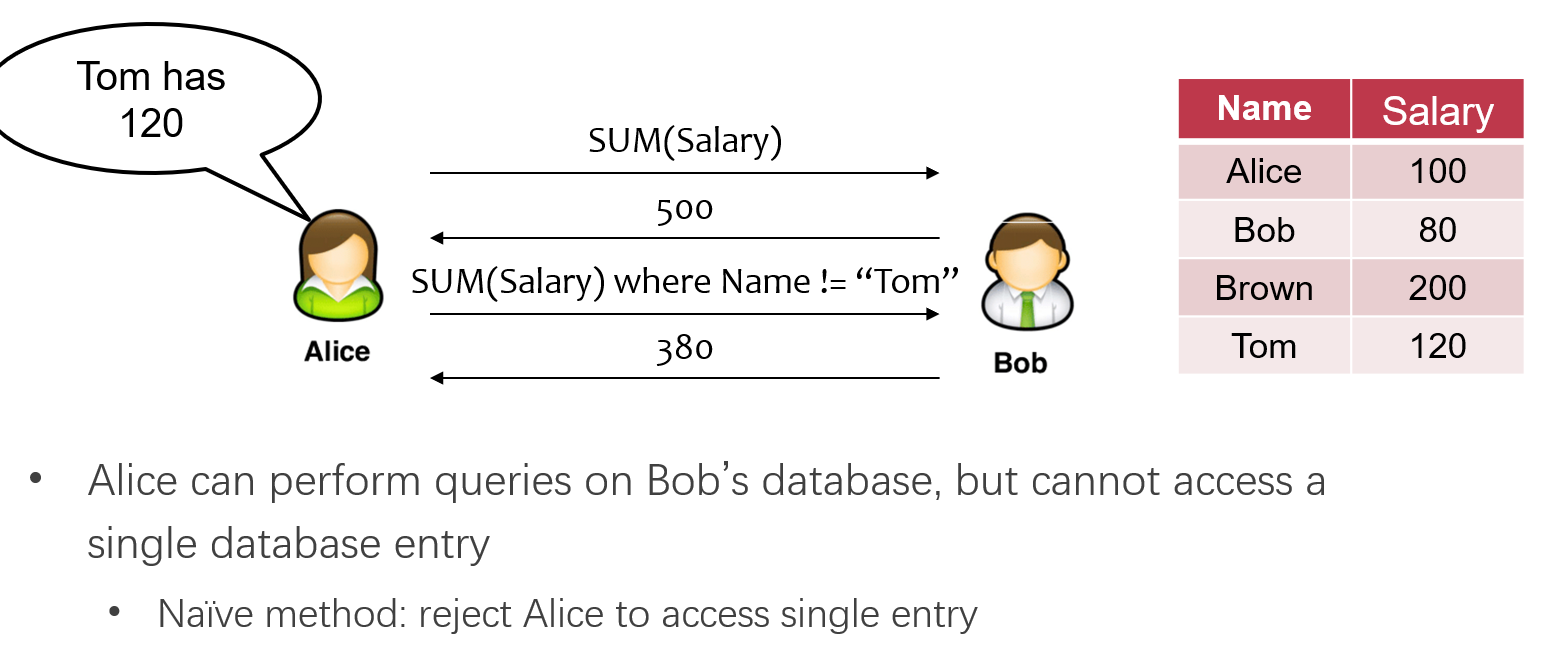 Tom has
120
SUM(Salary)
500
SUM(Salary) where Name != “Tom”
380
Alice
Bob
Name Salary
Alice 100
Bob 80
Brown 200
Tom 120
• Alice can perform queries on Bob’s database, but cannot access a
single database entry
• Naïve method: reject Alice to access single entry